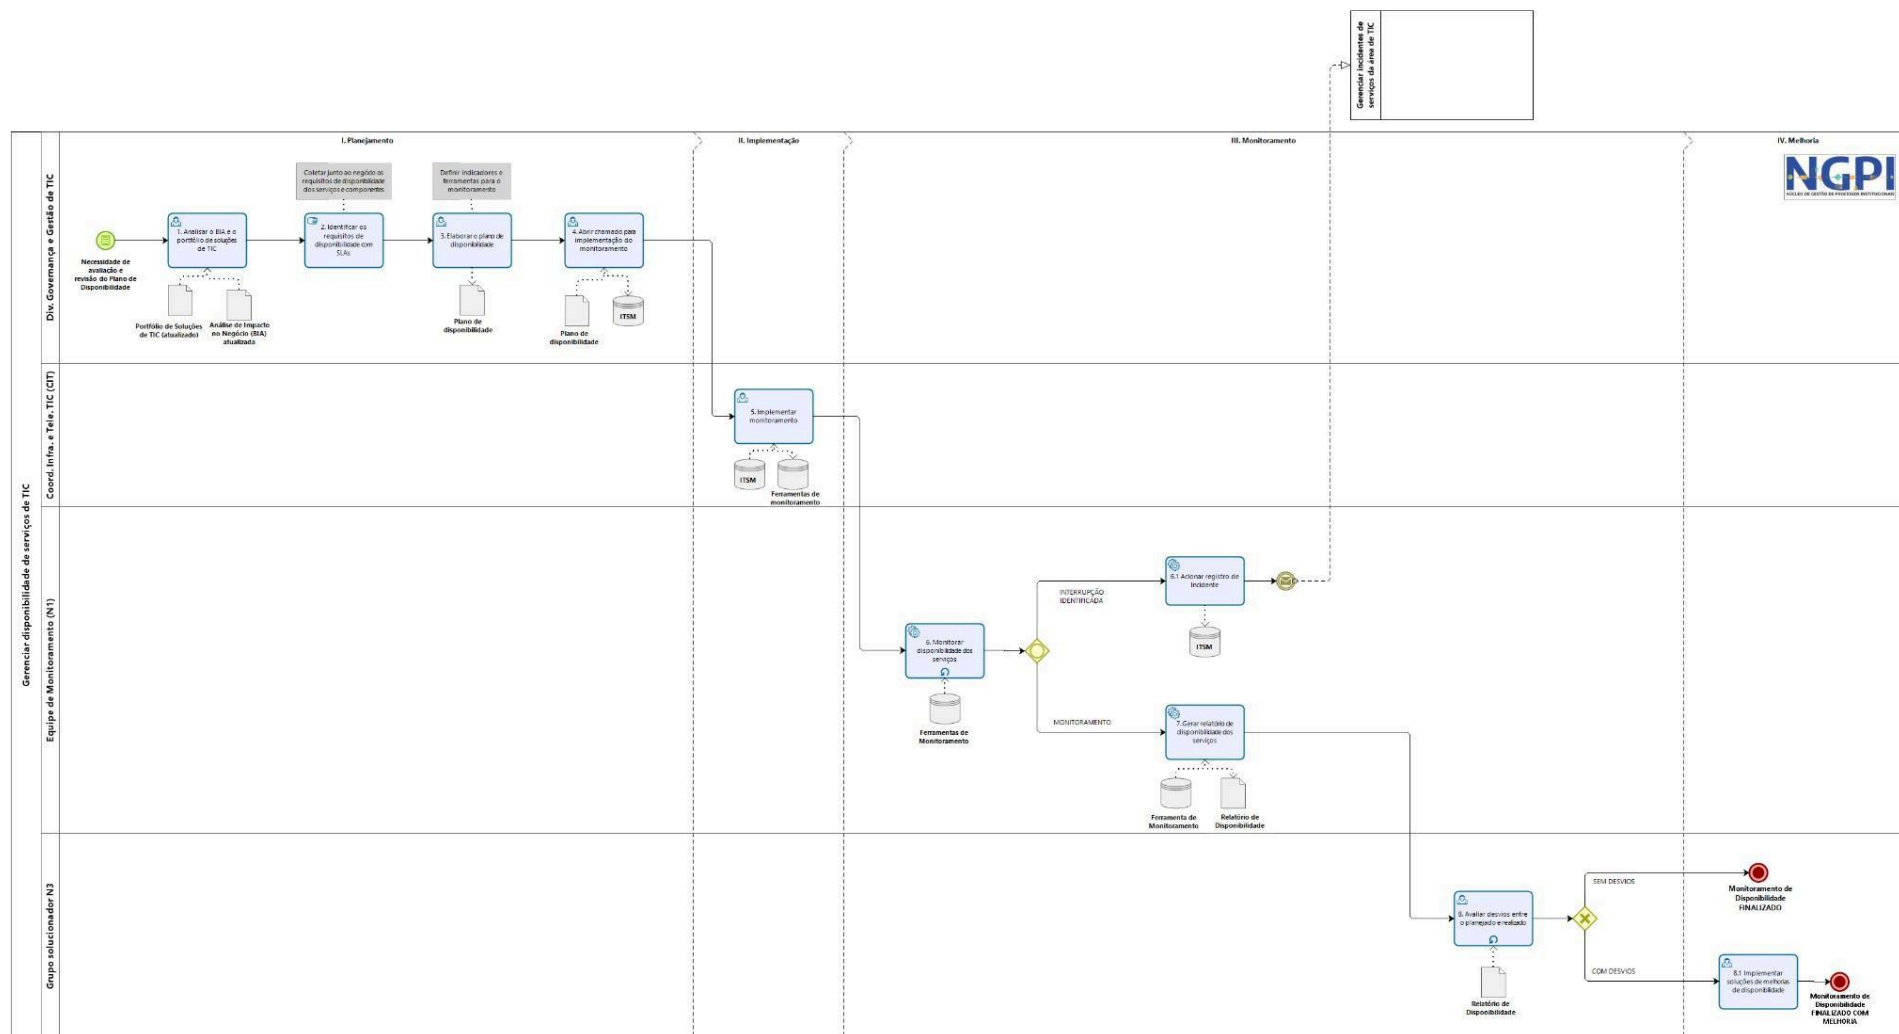 Gerenciar incidentes de
serviços da área de TIC
Gerenciar disponibilidade de serviços de TIC
I. Planejamento
II. Implementação
III. Monitoramento
IV. Melhoria
NGPI
NÚCLEO DE GESTÃO DE PROCESSOS INSTITUCIONAIS
Div. Governança e Gestão de TIC
Coletar junto ao negócio os
requisitos de disponibilidade
dos serviços e componentes
Definir indicadores e
ferramentas para o
monitoramento
Necessidade de
avaliação e
revisão do Plano de
Disponibilidade
1. Analisar o BIA e o
portfólio de soluções
de TIC
2. Identificar os
requisitos de
disponibilidade com
SLAs
3. Elaborar o plano de
disponibilidade
4. Abrir chamado para
implementação do
monitoramento
Portfólio de Soluções
de TIC (atualizado)
Análise de Impacto
no Negócio (BIA)
atualizada
Plano de
disponibilidade
Plano de
disponibilidade
ITSM
Coord. Infra. e Tele. TIC (CIT)
5. Implementar
monitoramento
ITSM
Ferramentas de
monitoramento
Equipe de Monitoramento (N1)
6. Monitorar
disponibilidade dos
serviços
Ferramentas de
Monitoramento
INTERRUPÇÃO
IDENTIFICADA
6.1 Acionar registro de
Incidente
ITSM
MONITORAMENTO
7. Gerar relatório de
disponibilidade dos
serviços
Ferramenta de
Monitoramento
Relatório de
Disponibilidade
Grupo solucionador N3
8. Avaliar desvios entre
o planejado e realizado
Relatório de
Disponibilidade
SEM DESVIOS
Monitoramento de
Disponibilidade
FINALIZADO
COM DESVIOS
8.1 Implementar
soluções de melhorias
de disponibilidade
Monitoramento de
Disponibilidade
FINALIZADO COM
MELHORIA